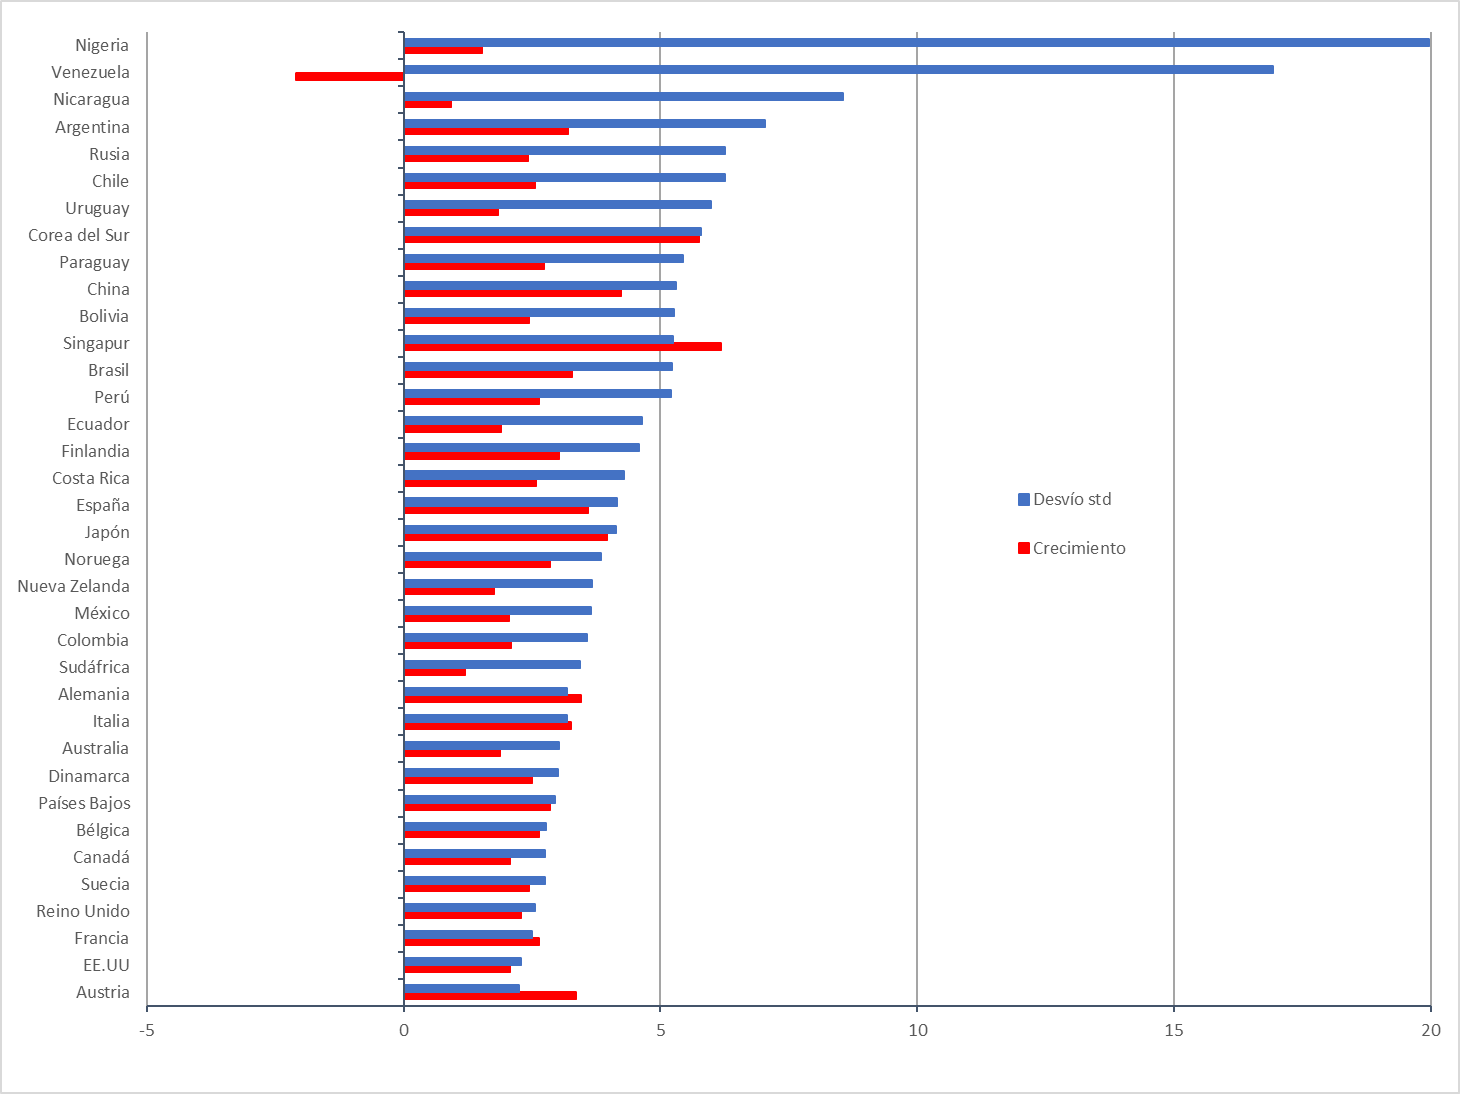 Nigeria
Venezuela
Nicaragua
Argentina
Rusia
Chile
Uruguay
Corea del Sur
Paraguay
China
Bolivia
Singapur
Brasil
Perú
Ecuador
Finlandia
Costa Rica
España
Japón
Noruega
Nueva Zelanda
México
Colombia
Sudáfrica
Alemania
Italia
Australia
Dinamarca
Países Bajos
Bélgica
Canadá
Suecia
Reino Unido
Francia
EE.UU
Austria
Desvío std
Crecimiento
-5 0 5 10 15 20